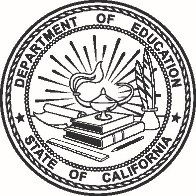 DEPARTMENT OF EDUCATION
STATE OF CALIFORNIA